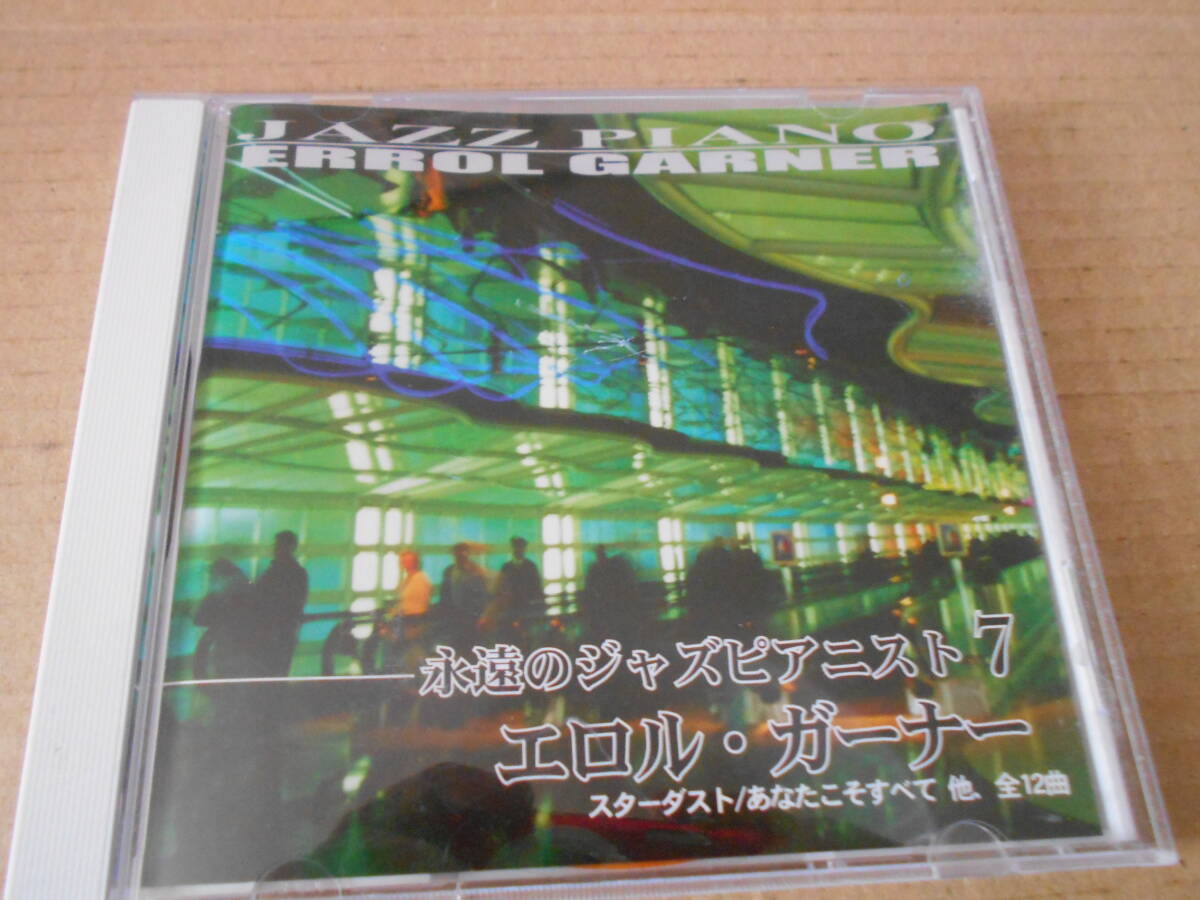 JAZZ PIANO
ERROL GARNER
永遠のジャズピアニスト 7
エロル・ガーナー
スターダスト/あなたこそすべて 他、全12曲